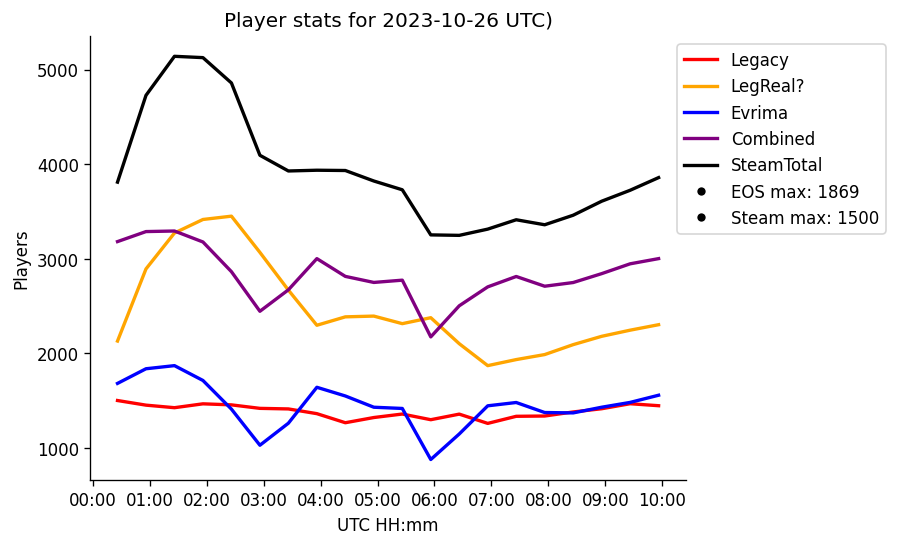 Player stats for 2023-10-26 UTC)
Legacy
LegReal?
Evrima
Combined
SteamTotal
EOS max: 1869
Steam max: 1500
Players
5000
4000
3000
2000
1000
00:00 01:00 02:00 03:00 04:00 05:00 06:00 07:00 08:00 09:00 10:00
UTC HH:mm